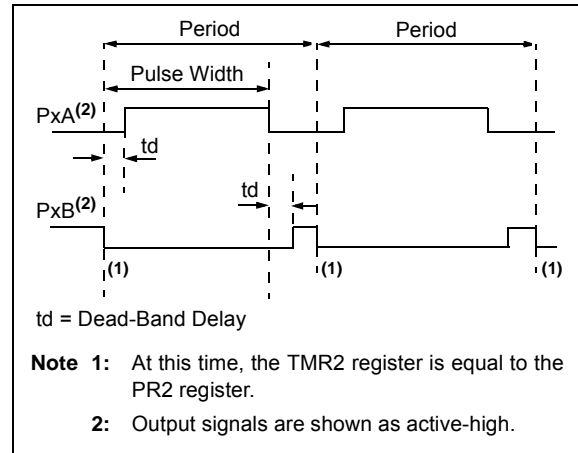 Period Period
Pulse Width
PxA(2)
td
td
PxB(2)
(1) (1) (1)
td = Dead-Band Delay
Note 1: At this time, the TMR2 register is equal to the
PR2 register.
2: Output signals are shown as active-high.